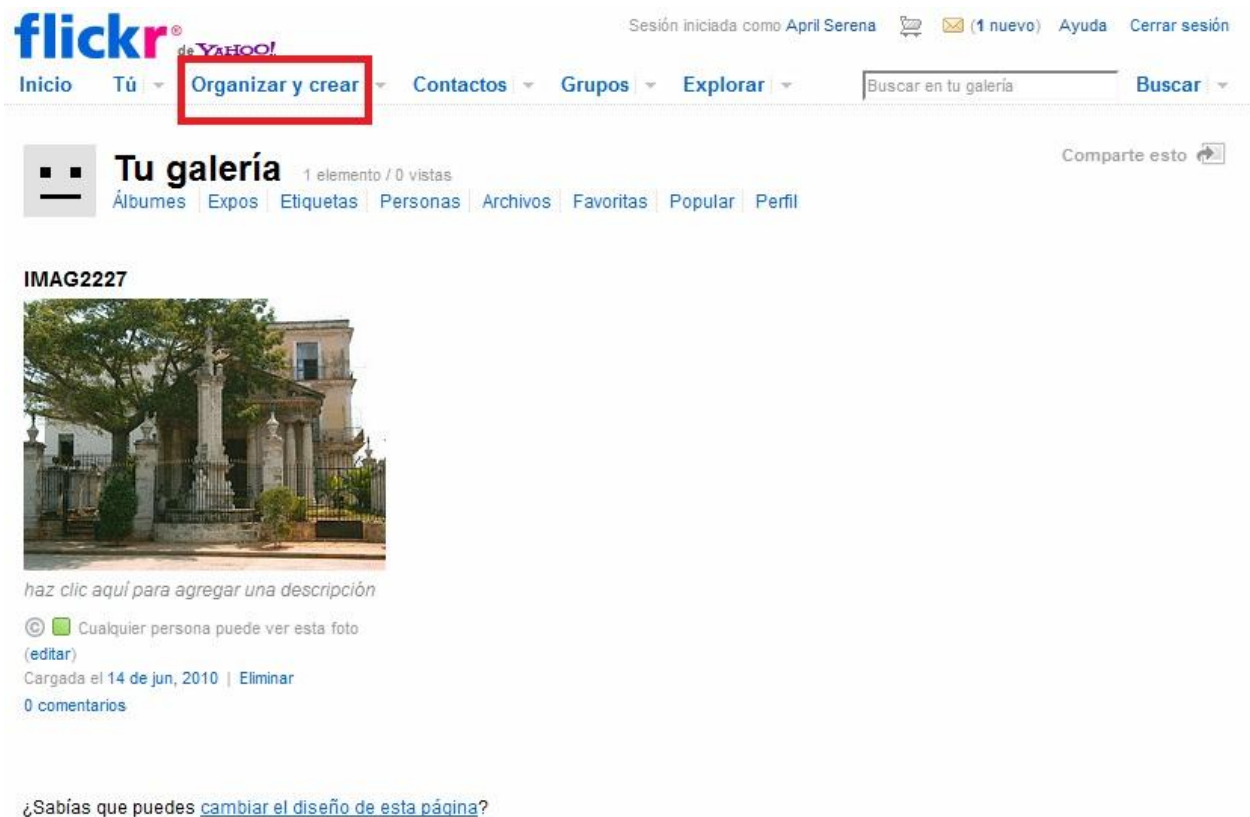 flickr® de YAHOO!
Sesión iniciada como April Serena (1 nuevo) Ayuda Cerrar sesión
Inicio Tú Organizar y crear Contactos Grupos Explorar Buscar en tu galería Buscar
Tu galería 1 elemento / 0 vistas
Comparte esto
Álbumes Expos Etiquetas Personas Archivos Favoritas Popular Perfil
IMAG2227
haz clic aquí para agregar una descripción
© Cualquier persona puede ver esta foto
(editar)
Cargada el 14 de jun, 2010 | Eliminar
0 comentarios
¿Sabías que puedes cambiar el diseño de esta página?